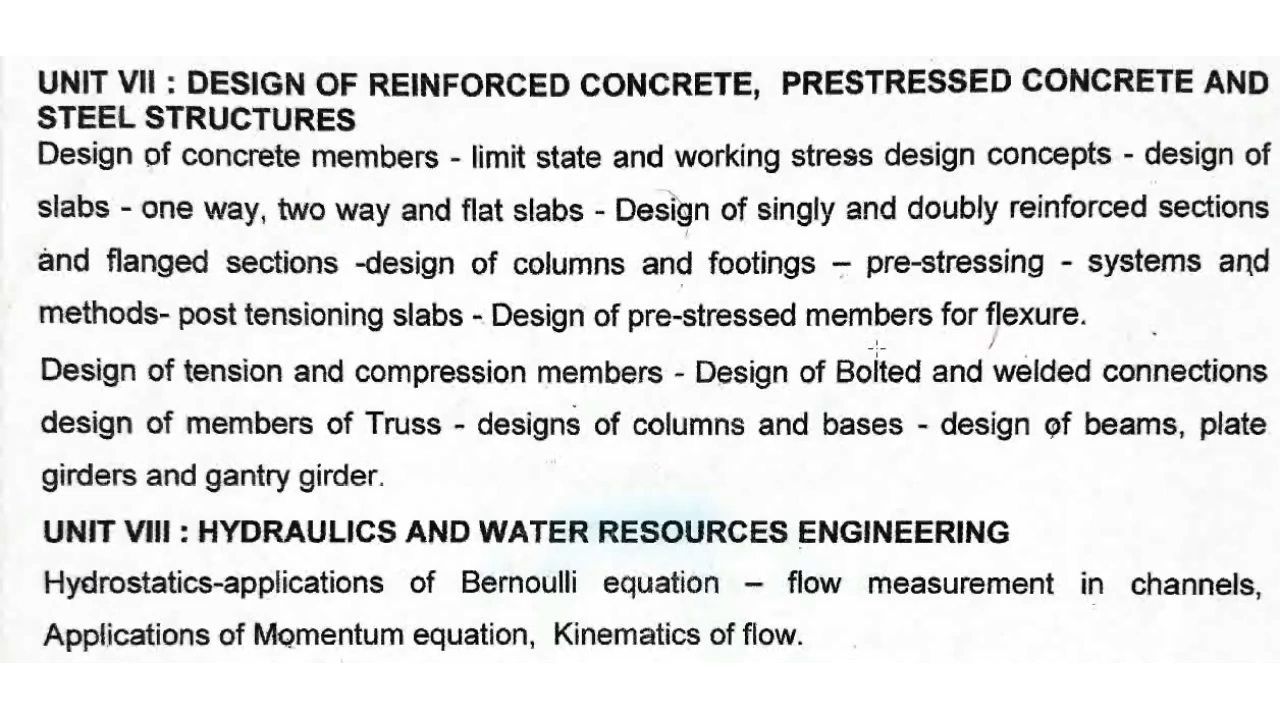 UNIT VII : DESIGN OF REINFORCED CONCRETE, PRESTRESSED CONCRETE AND
STEEL STRUCTURES
Design of concrete members - limit state and working stress design concepts - design of
slabs - one way, two way and flat slabs - Design of singly and doubly reinforced sections
and flanged sections -design of columns and footings – pre-stressing - systems and
methods- post tensioning slabs - Design of pre-stressed members for flexure.
Design of tension and compression members - Design of Bolted and welded connections
design of members of Truss - designs of columns and bases - design of beams, plate
girders and gantry girder.
UNIT VIII : HYDRAULICS AND WATER RESOURCES ENGINEERING
Hydrostatics-applications of Bernoulli equation – flow measurement in channels,
Applications of Momentum equation, Kinematics of flow.